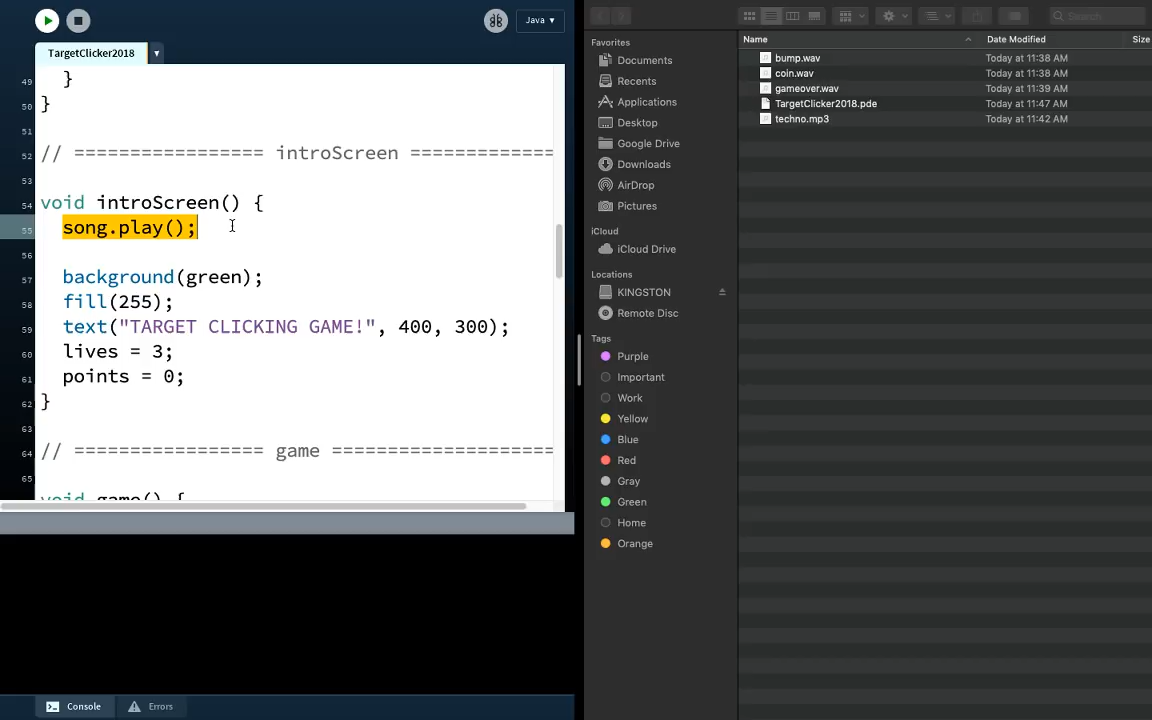 Java ▾
TargetClicker2018 ▾
49 }
50 }
51
52 // ================= introScreen =============
53
54 void introScreen() {
55 song.play();
56
57 background(green);
58 fill(255);
59 text("TARGET CLICKING GAME!", 400, 300);
60 lives = 3;
61 points = 0;
62 }
63
64 // ================= game ====================
65
void game() {
Console
Errors
Search
Favorites
Documents
Recents
Applications
Desktop
Google Drive
Downloads
AirDrop
Pictures
iCloud
iCloud Drive
Locations
KINGSTON
Remote Disc
Tags
Purple
Important
Work
Yellow
Blue
Red
Gray
Green
Home
Orange
Name Date Modified Size
bump.wav Today at 11:38 AM
coin.wav Today at 11:38 AM
gameover.wav Today at 11:39 AM
TargetClicker2018.pde Today at 11:47 AM
techno.mp3 Today at 11:42 AM